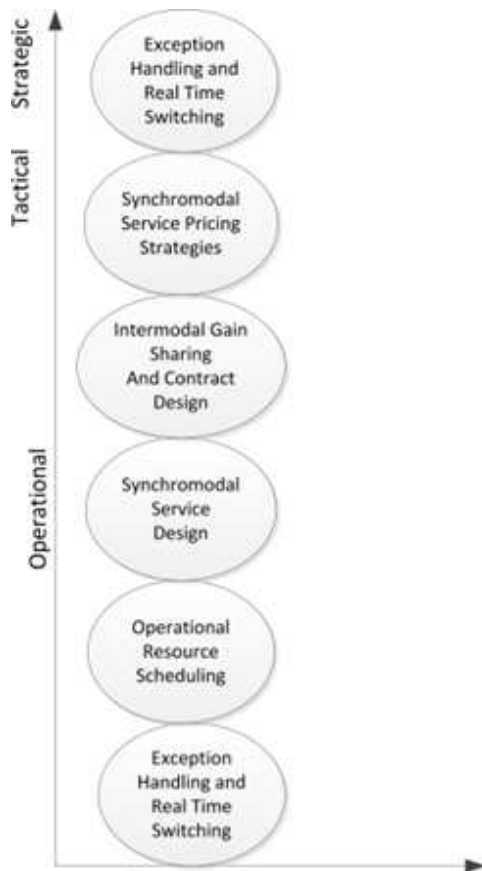 Strategic
Exception
Handling and
Real Time
Switching
Tactical
Synchromodal
Service Pricing
Strategies
Intermodal Gain
Sharing
And Contract
Design
Operational
Synchromodal
Service
Design
Operational
Resource
Scheduling
Exception
Handling and
Real Time
Switching